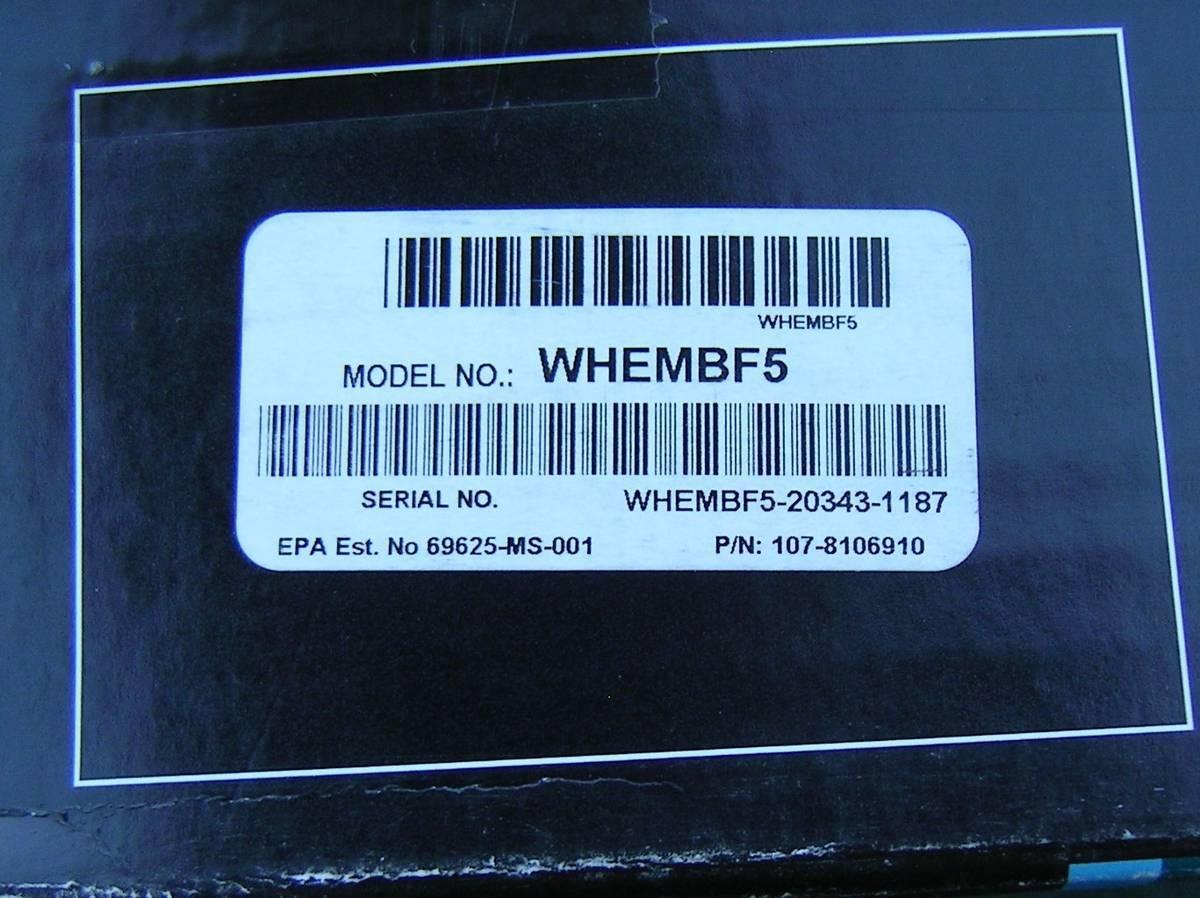 WHEMBF5
MODEL NO.: WHEMBF5
SERIAL NO. WHEMBF5-20343-1187
EPA Est. No 69625-MS-001 P/N: 107-8106910